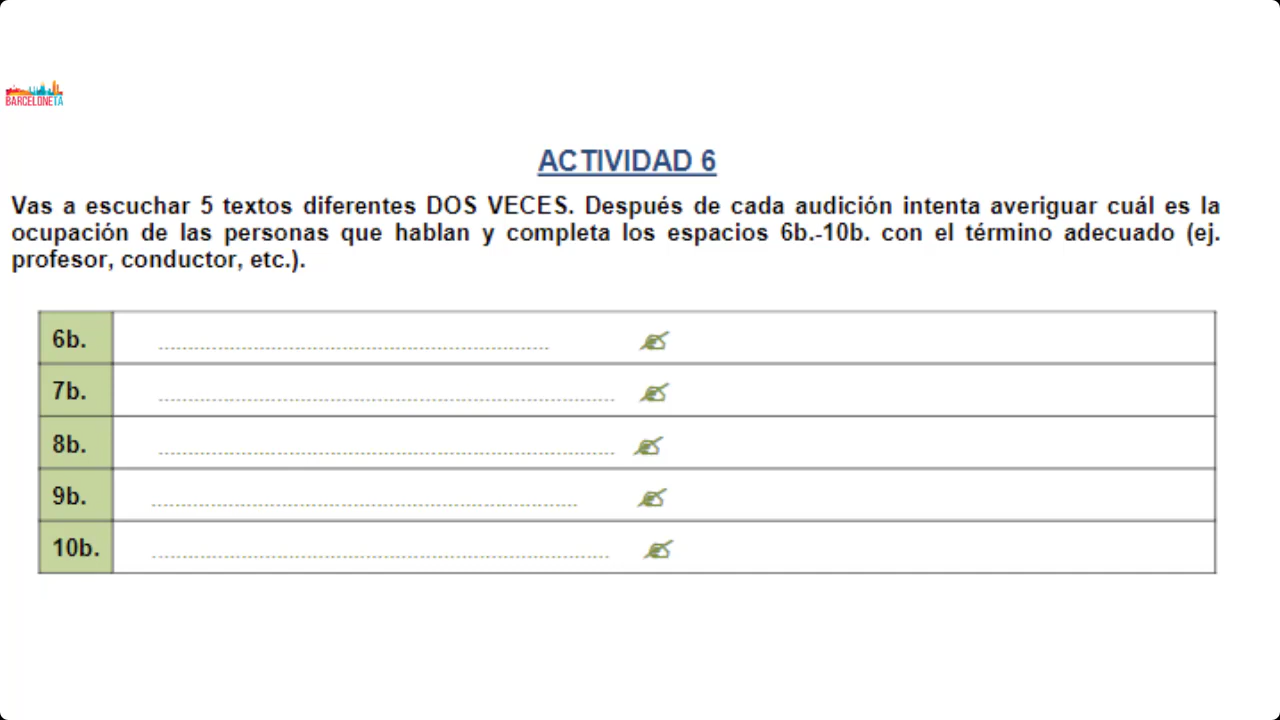 BARCELONETA
ACTIVIDAD 6
Vas a escuchar 5 textos diferentes DOS VECES. Después de cada audición intenta averiguar cuál es la
ocupación de las personas que hablan y completa los espacios 6b.-10b. con el término adecuado (ej.
profesor, conductor, etc.).
6b.
7b.
8b.
9b.
10b.